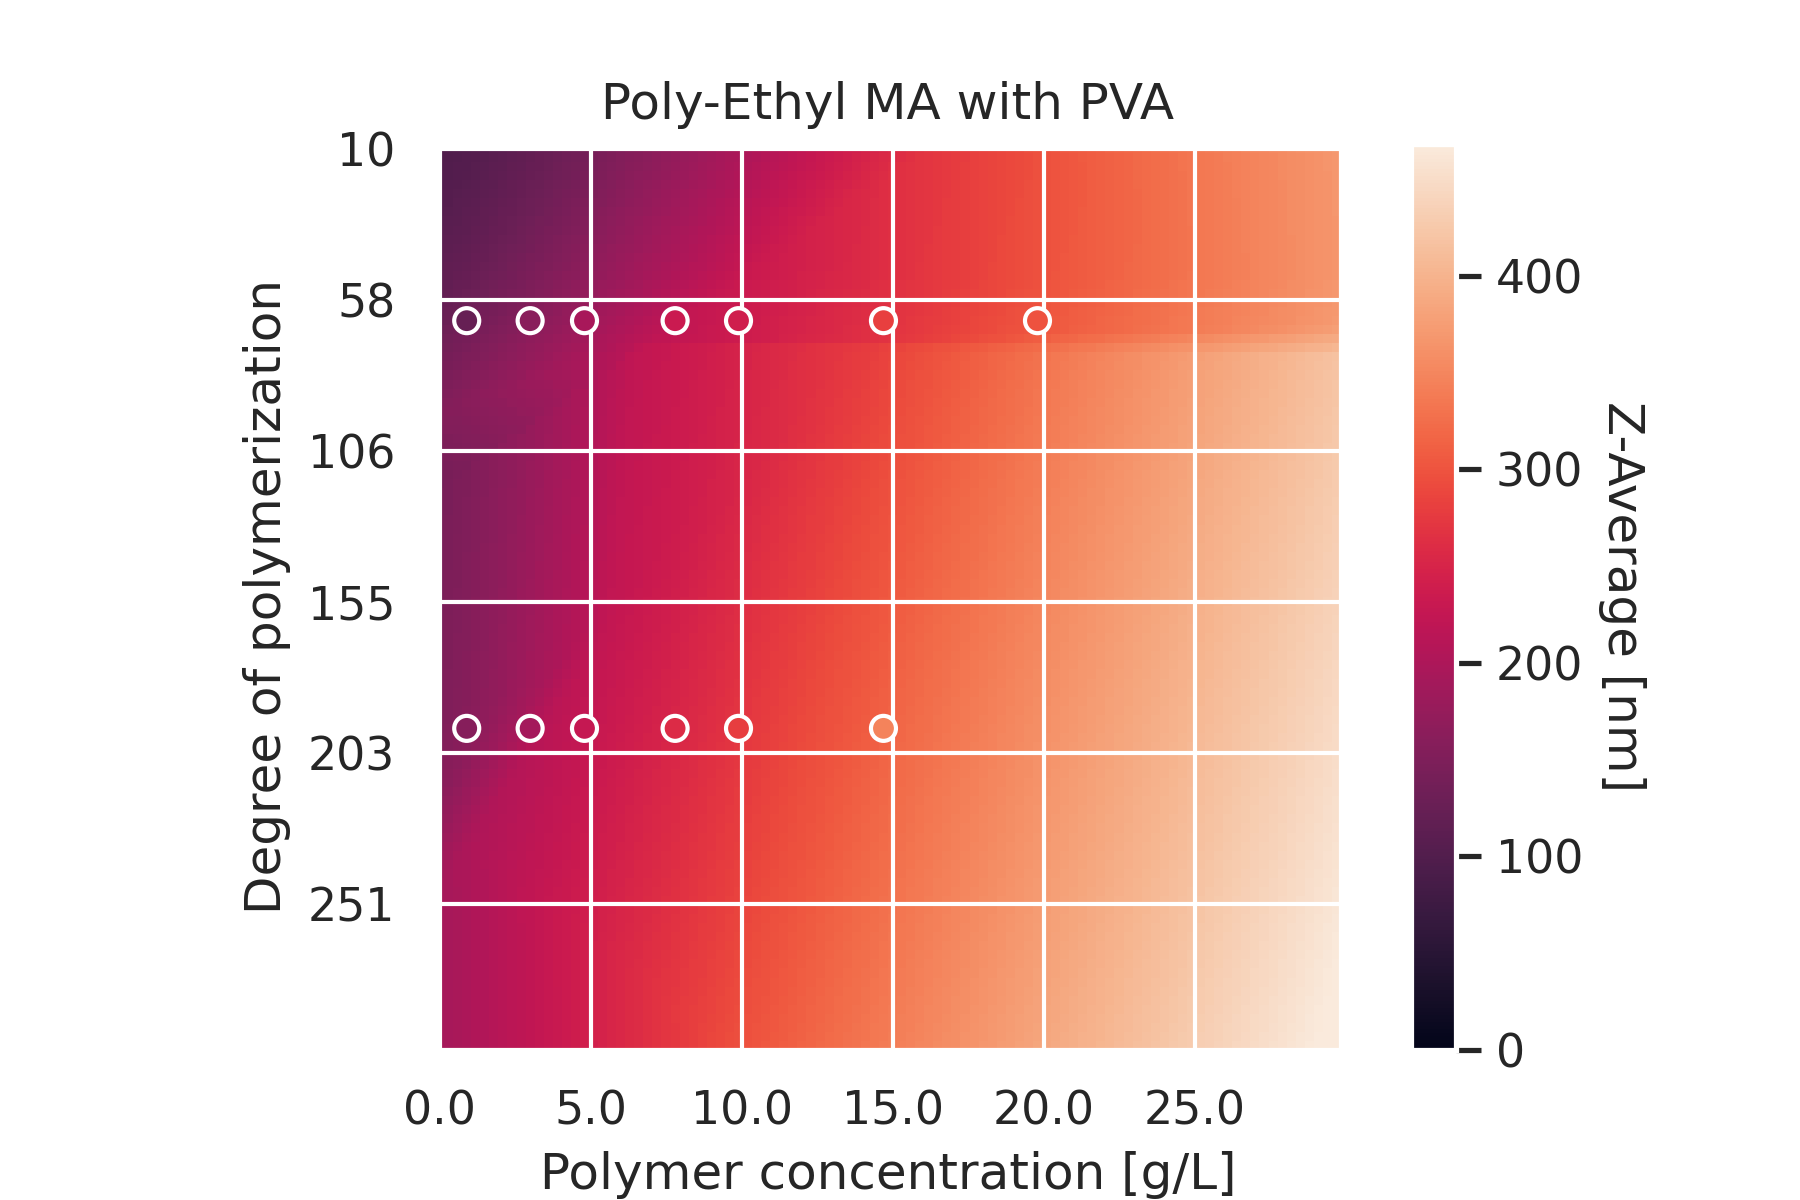 Poly-Ethyl MA with PVA
10
58
106
155
203
251
Degree of polymerization
0.0 5.0 10.0 15.0 20.0 25.0
Polymer concentration [g/L]
400
300
200
100
0
Z-Average [nm]